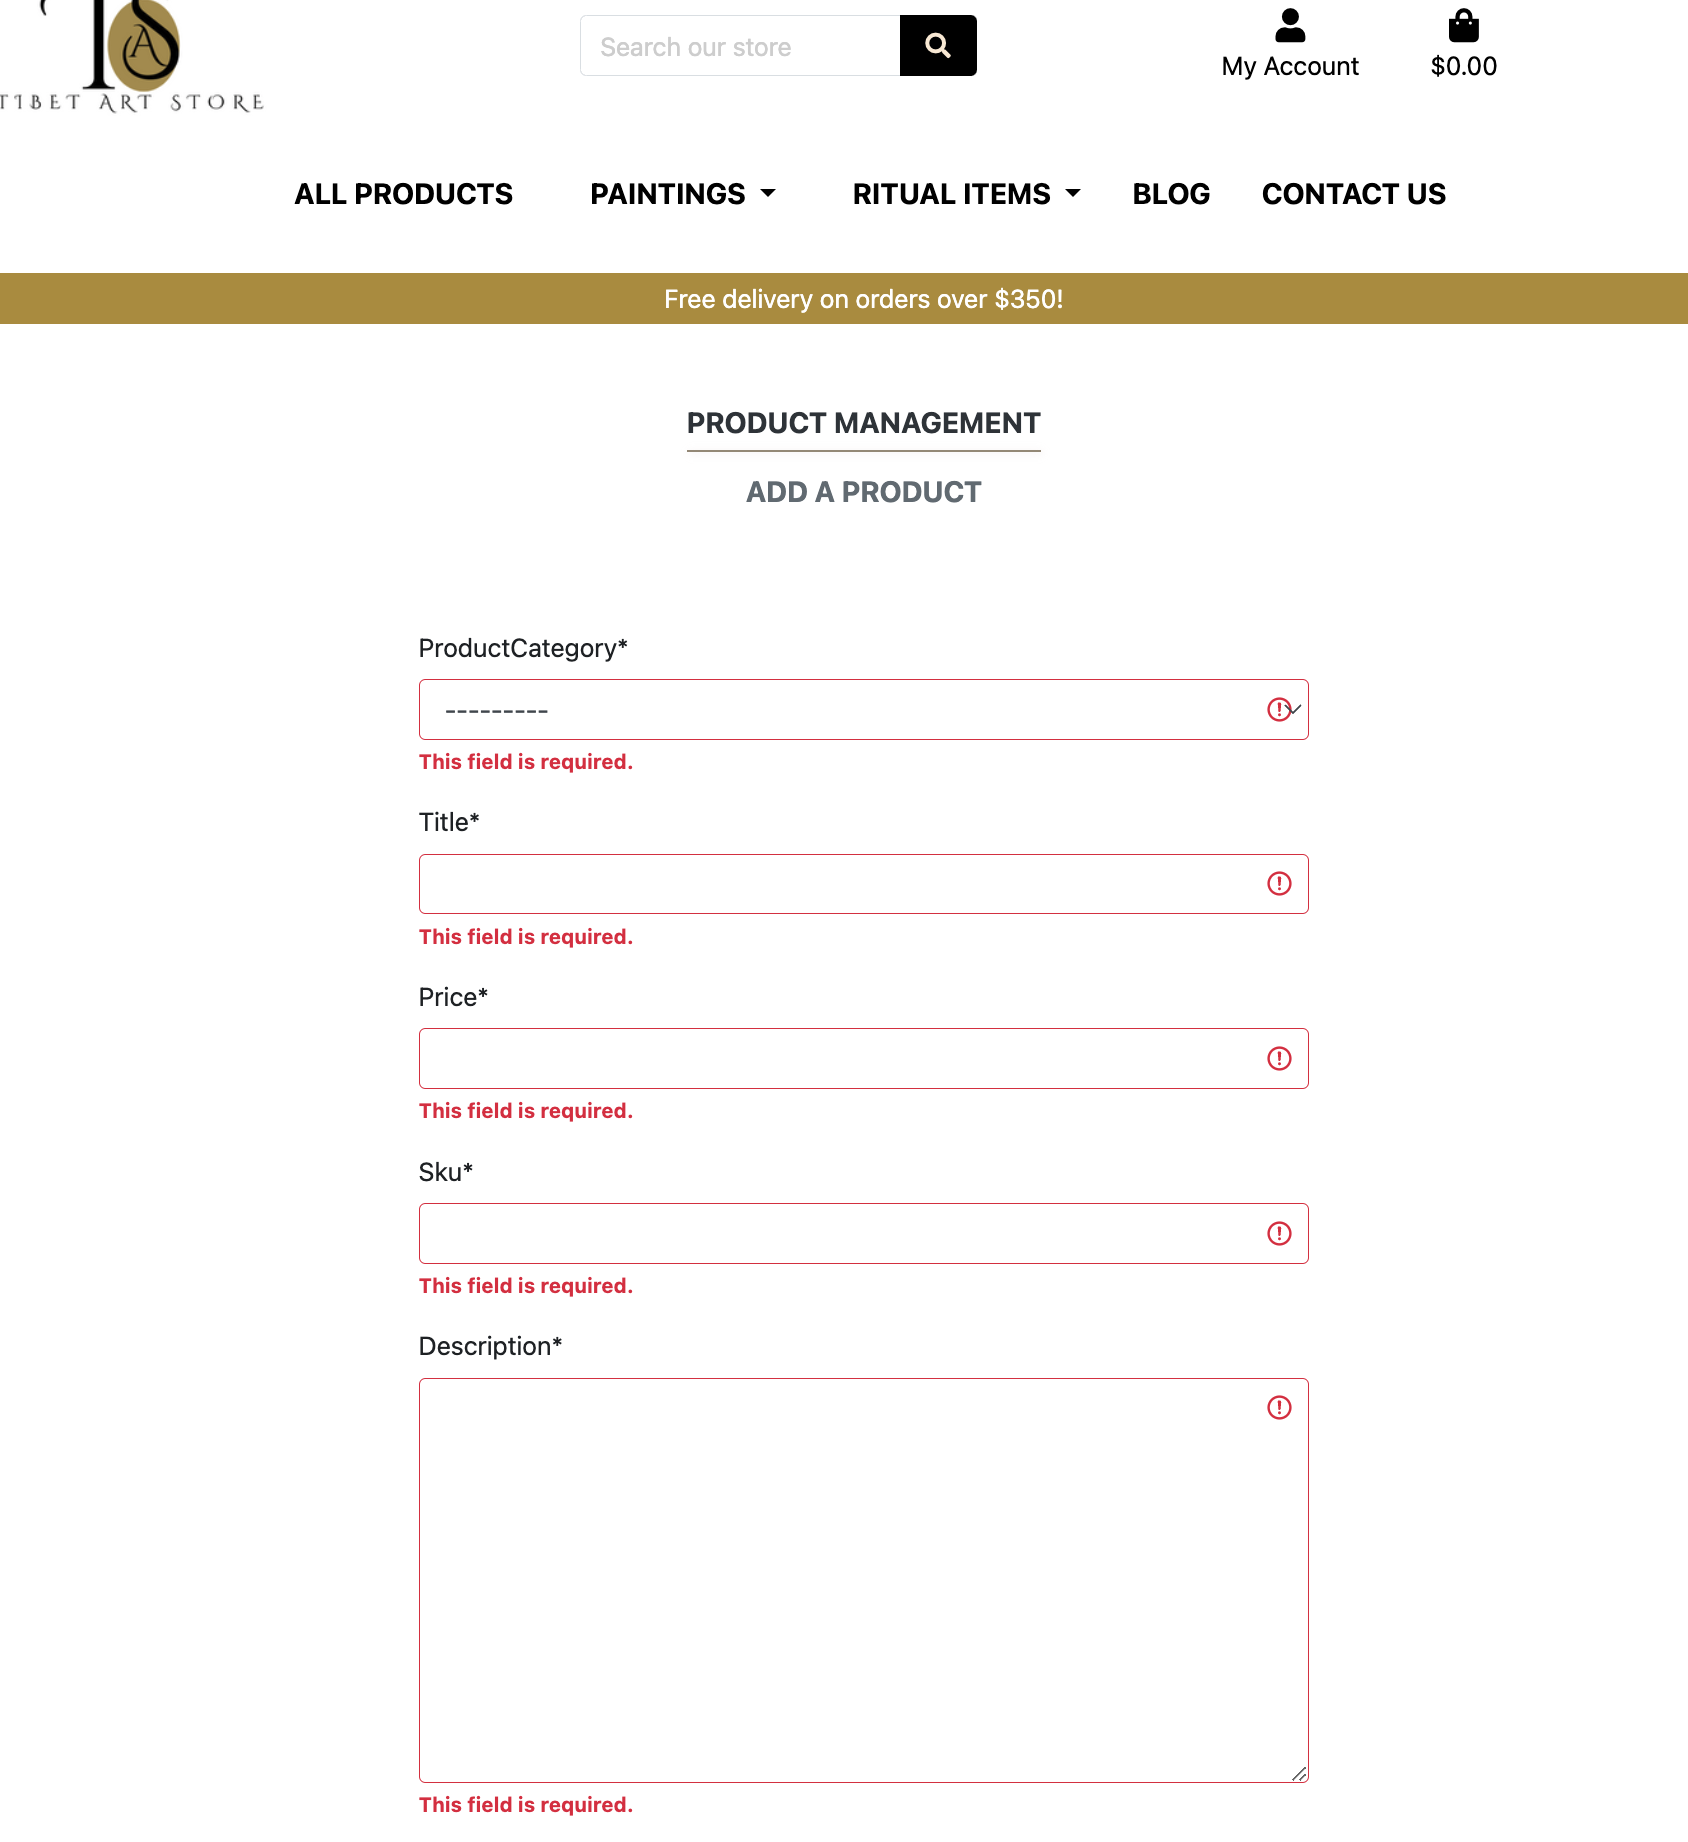 TAS
TIBET ART STORE
Search our store
My Account
$0.00
ALL PRODUCTS
PAINTINGS
RITUAL ITEMS
BLOG
CONTACT US
Free delivery on orders over $350!
PRODUCT MANAGEMENT
ADD A PRODUCT
ProductCategory*
---------
This field is required.
Title*
This field is required.
Price*
This field is required.
Sku*
This field is required.
Description*
This field is required.